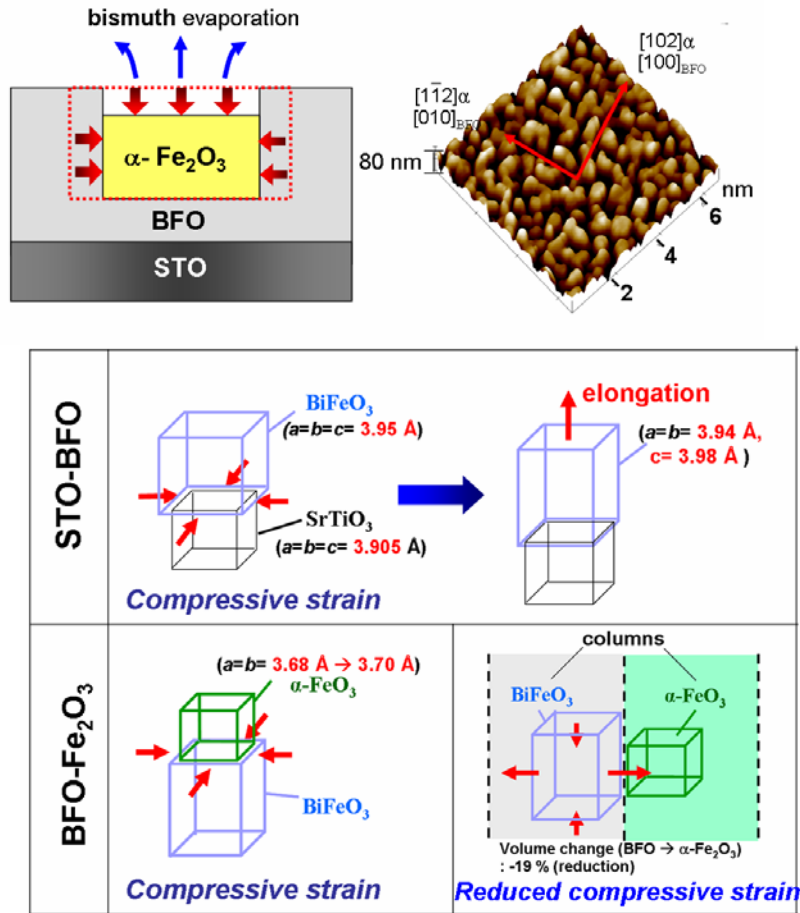 bismuth evaporation
α- Fe₂O₃
BFO
STO
[102]α
[100]BFO
[11̅2]α
[010]BFO
80 nm
nm
6
4
2
STO-BFO
BiFeO₃
(a=b=c= 3.95 Å)
SrTiO₃
(a=b=c= 3.905 Å)
Compressive strain
elongation
(a=b= 3.94 Å,
c= 3.98 Å )
BFO-Fe₂O₃
(a=b= 3.68 Å → 3.70 Å)
α-FeO₃
BiFeO₃
Compressive strain
columns
BiFeO₃
α-FeO₃
Volume change (BFO → α-Fe₂O₃)
: -19 % (reduction)
Reduced compressive strain